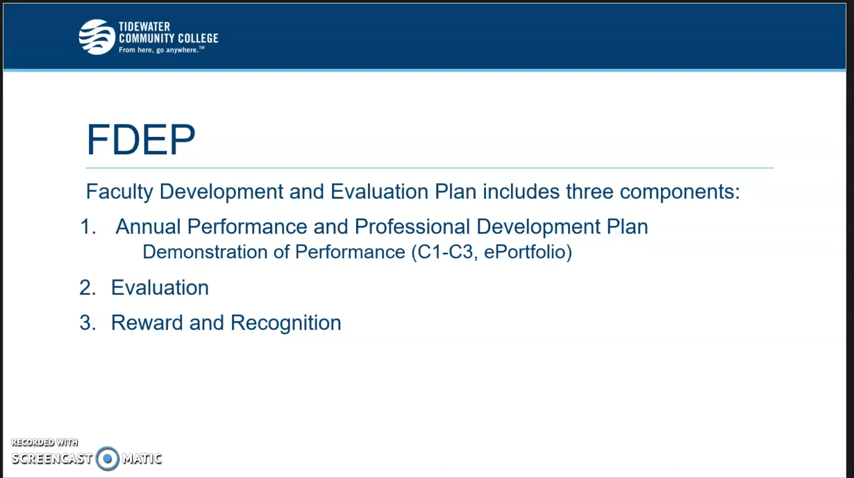 TIDEWATER
COMMUNITY COLLEGE
From here, go anywhere.™
FDEP
Faculty Development and Evaluation Plan includes three components:
1. Annual Performance and Professional Development Plan
Demonstration of Performance (C1-C3, ePortfolio)
2. Evaluation
3. Reward and Recognition
RECORDED WITH
SCREENCAST MATIC